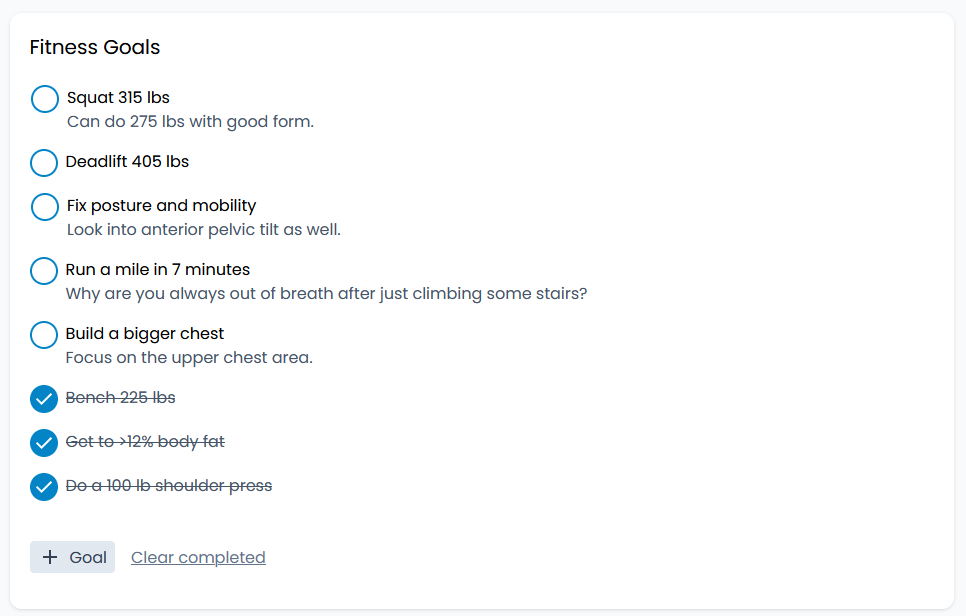 Fitness Goals
Squat 315 lbs
Can do 275 lbs with good form.
Deadlift 405 lbs
Fix posture and mobility
Look into anterior pelvic tilt as well.
Run a mile in 7 minutes
Why are you always out of breath after just climbing some stairs?
Build a bigger chest
Focus on the upper chest area.
Bench 225 lbs
Get to >12% body fat
Do a 100 lb shoulder press
+ Goal Clear completed